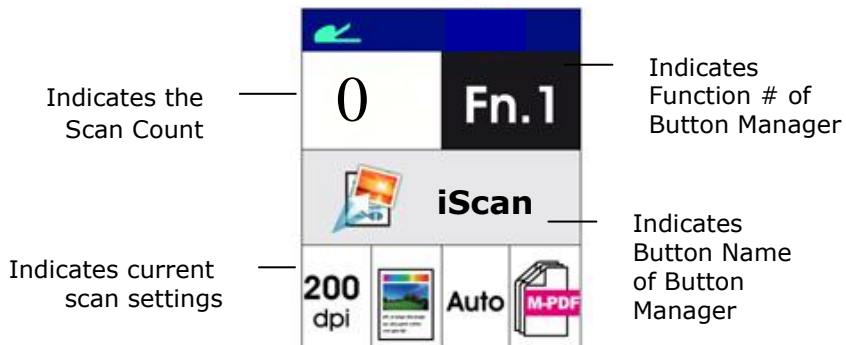 Indicates the
Scan Count
0
Fn.1
Indicates
Function # of
Button Manager
iScan
Indicates
Button Name
of Button
Manager
Indicates current
scan settings
200
dpi
Auto
M-PDF